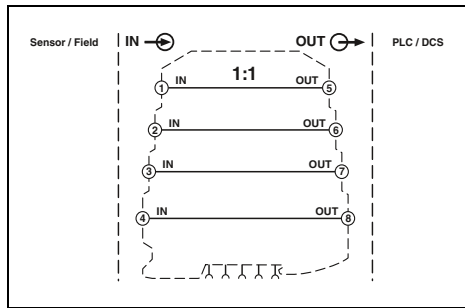 Sensor / Field IN OUT PLC / DCS
1:1
1 IN OUT 5
2 IN OUT 6
3 IN OUT 7
4 IN OUT 8